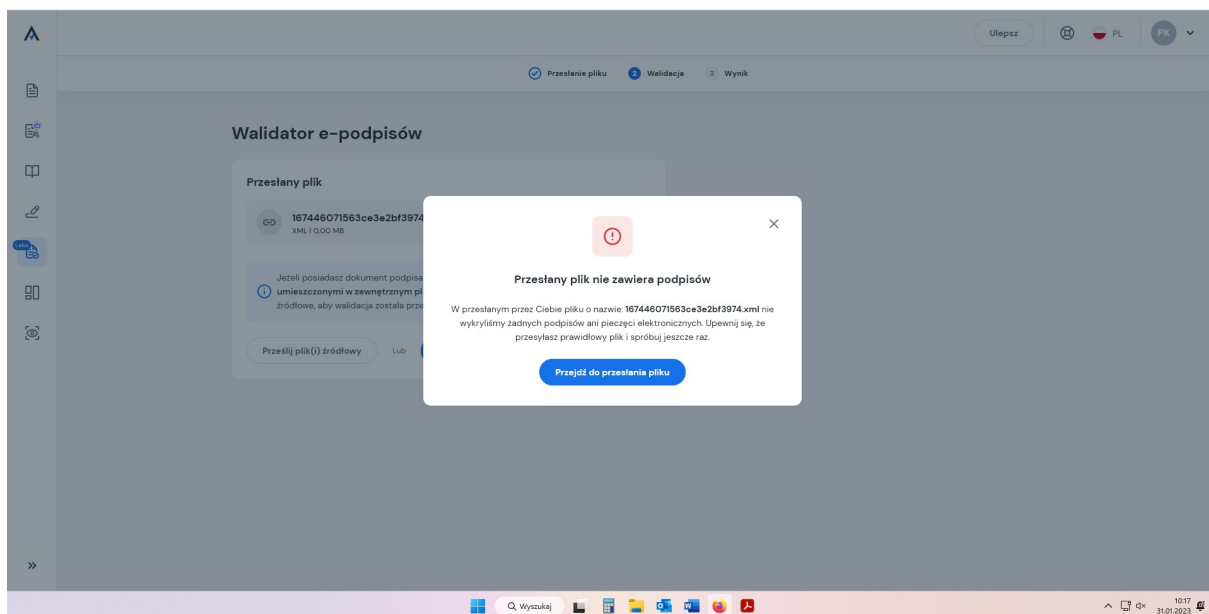 Ulepsz
PL
PK
Przesłanie pliku
2 Walidacja
3 Wynik
Labs
Walidator e-podpisów
Przesłany plik
167446071563ce3e2bf3974
XML | 0,00 MB
Jeżeli posiadasz dokument podpisa
umieszczonymi w zewnętrznym pl
źródłowe, aby walidacja została prze
Prześlij plik(i) źródłowy
Lub
Przesłany plik nie zawiera podpisów
W przesłanym przez Ciebie pliku o nazwie: 167446071563ce3e2bf3974.xml nie
wykryliśmy żadnych podpisów ani pieczęci elektronicznych. Upewnij się, że
przesyłasz prawidłowy plik i spróbuj jeszcze raz.
Przejdź do przesłania pliku
Wyszukaj
10:17
31.01.2023